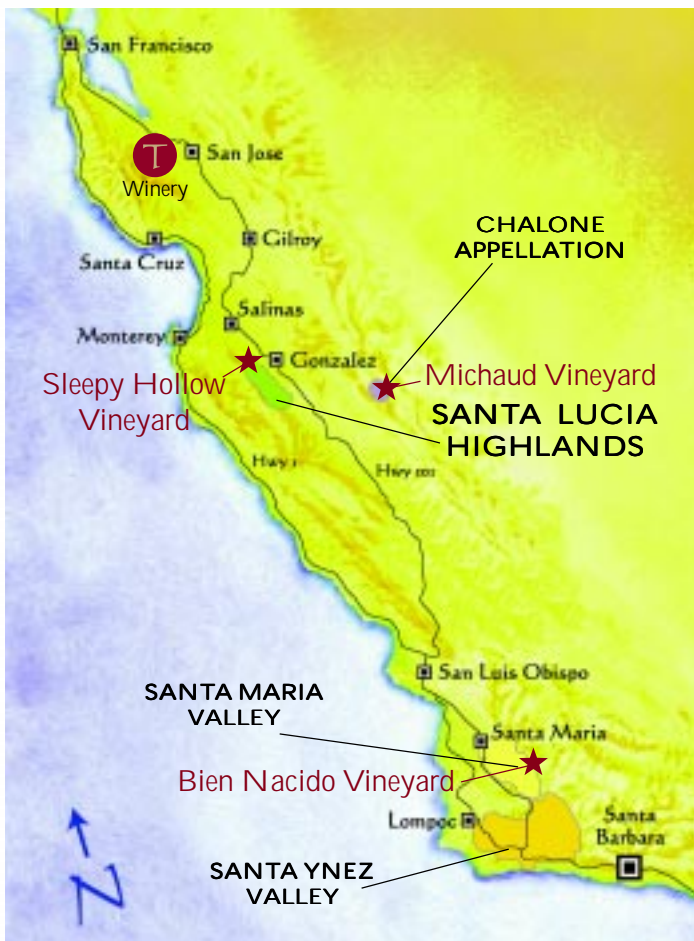 San Francisco
T
San Jose
Winery
CHALONE
APPELLATION
Gilroy
Santa Cruz
Salinas
Monterey
Gonzalez
Sleepy Hollow
Vineyard
Michaud Vineyard
SANTA LUCIA
HIGHLANDS
Hwy 1
Hwy 101
San Luis Obispo
SANTA MARIA
VALLEY
Santa Maria
Bien Nacido Vineyard
Lompoc
Santa
Barbara
SANTA YNEZ
VALLEY
N